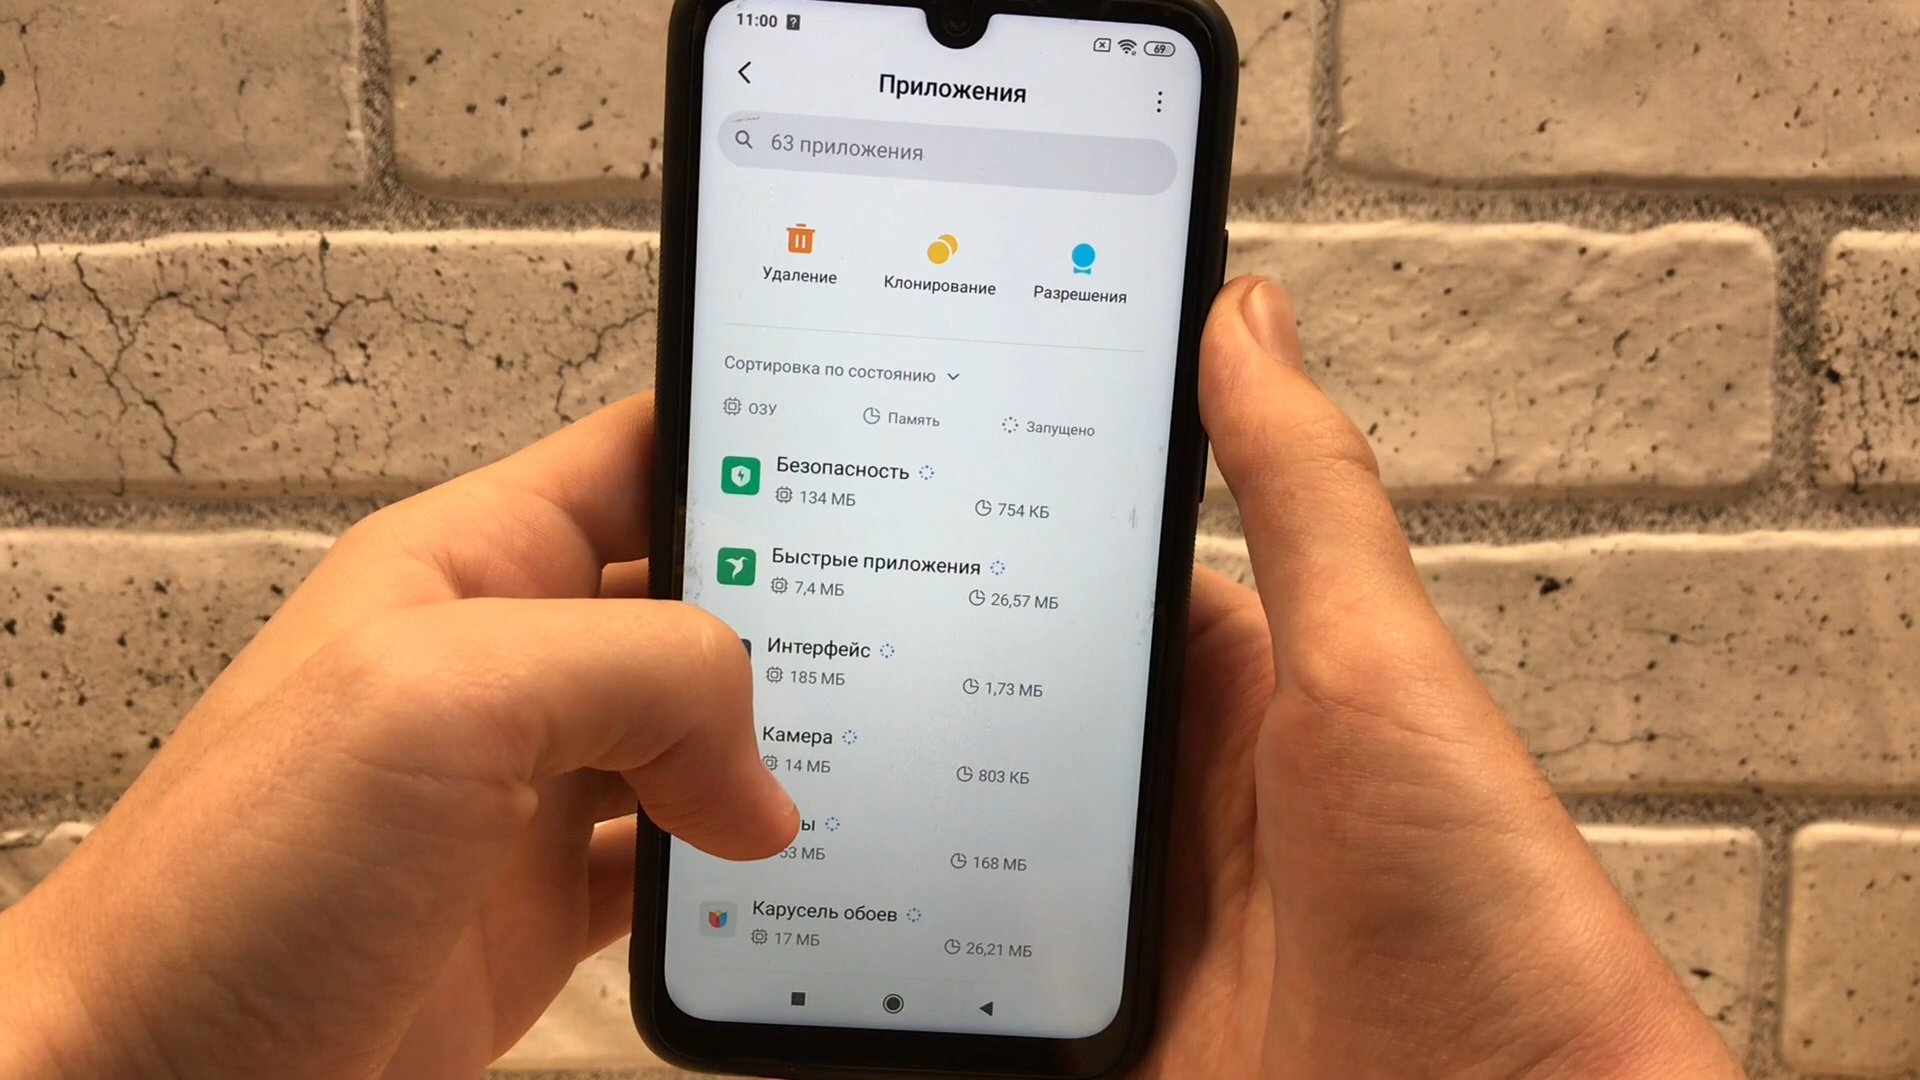 11:00
69
Приложения
63 приложения
Удаление
Клонирование
Разрешения
Сортировка по состоянию
ОЗУ
Память
Запущено
Безопасность
134 МБ
754 КБ
Быстрые приложения
7,4 МБ
26,57 МБ
Интерфейс
185 МБ
1,73 МБ
Камера
14 МБ
803 КБ
168 МБ
Карусель обоев
17 МБ
26,21 МБ